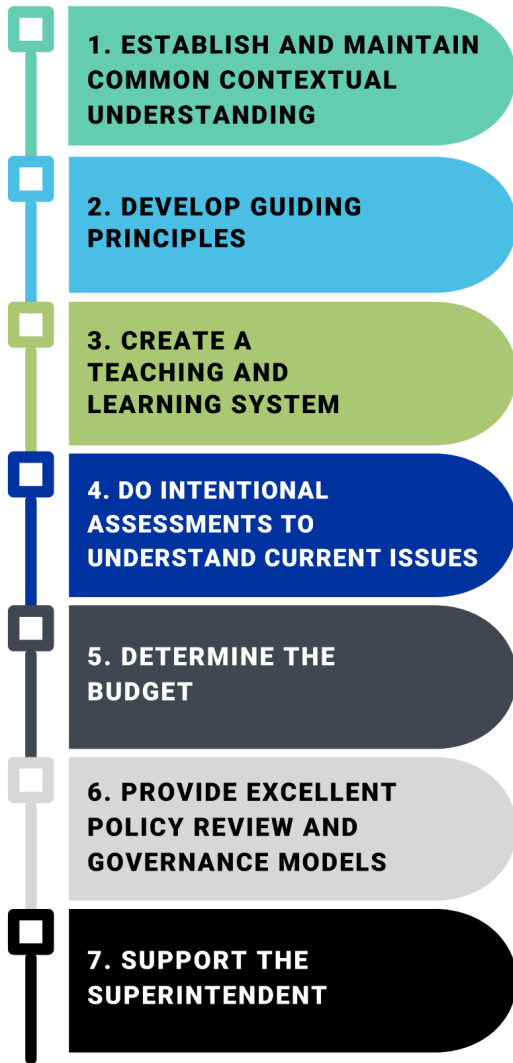 1. ESTABLISH AND MAINTAIN
COMMON CONTEXTUAL
UNDERSTANDING
2. DEVELOP GUIDING
PRINCIPLES
3. CREATE A
TEACHING AND
LEARNING SYSTEM
4. DO INTENTIONAL
ASSESSMENTS TO
UNDERSTAND CURRENT ISSUES
5. DETERMINE THE
BUDGET
6. PROVIDE EXCELLENT
POLICY REVIEW AND
GOVERNANCE MODELS
7. SUPPORT THE
SUPERINTENDENT